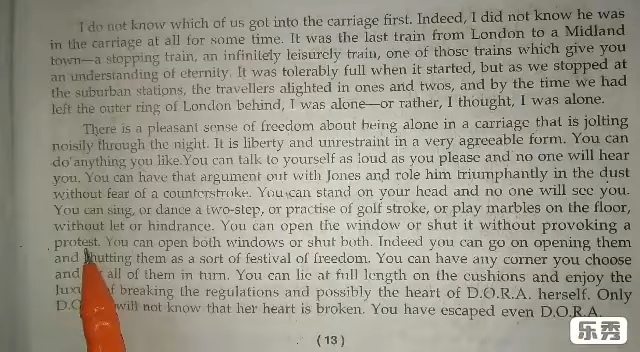 I do not know which of us got into the carriage first. Indeed, I did not know he was
in the carriage at all for some time. It was the last train from London to a Midland
town—a stopping train, an infinitely leisurely train, one of those trains which give you
an understanding of eternity. It was tolerably full when it started, but as we stopped at
the suburban stations, the travellers alighted in ones and twos, and by the time we had
left the outer ring of London behind, I was alone—or rather, I thought, I was alone.
There is a pleasant sense of freedom about being alone in a carriage that is jolting
noisily through the night. It is liberty and unrestraint in a very agreeable form. You can
do anything you like.You can talk to yourself as loud as you please and no one will hear
you. You can have that argument out with Jones and role him triumphantly in the dust
without fear of a counterstroke. You can stand on your head and no one will see you.
You can sing, or dance a two-step, or practise of golf stroke, or play marbles on the floor,
without let or hindrance. You can open the window or shut it without provoking a
protest. You can open both windows or shut both. Indeed you can go on opening them
and shutting them as a sort of festival of freedom. You can have any corner you choose
and all of them in turn. You can lie at full length on the cushions and enjoy the
of breaking the regulations and possibly the heart of D.O.R.A. herself. Only
will not know that her heart is broken. You have escaped even D.O.R.A.
(13)
乐秀